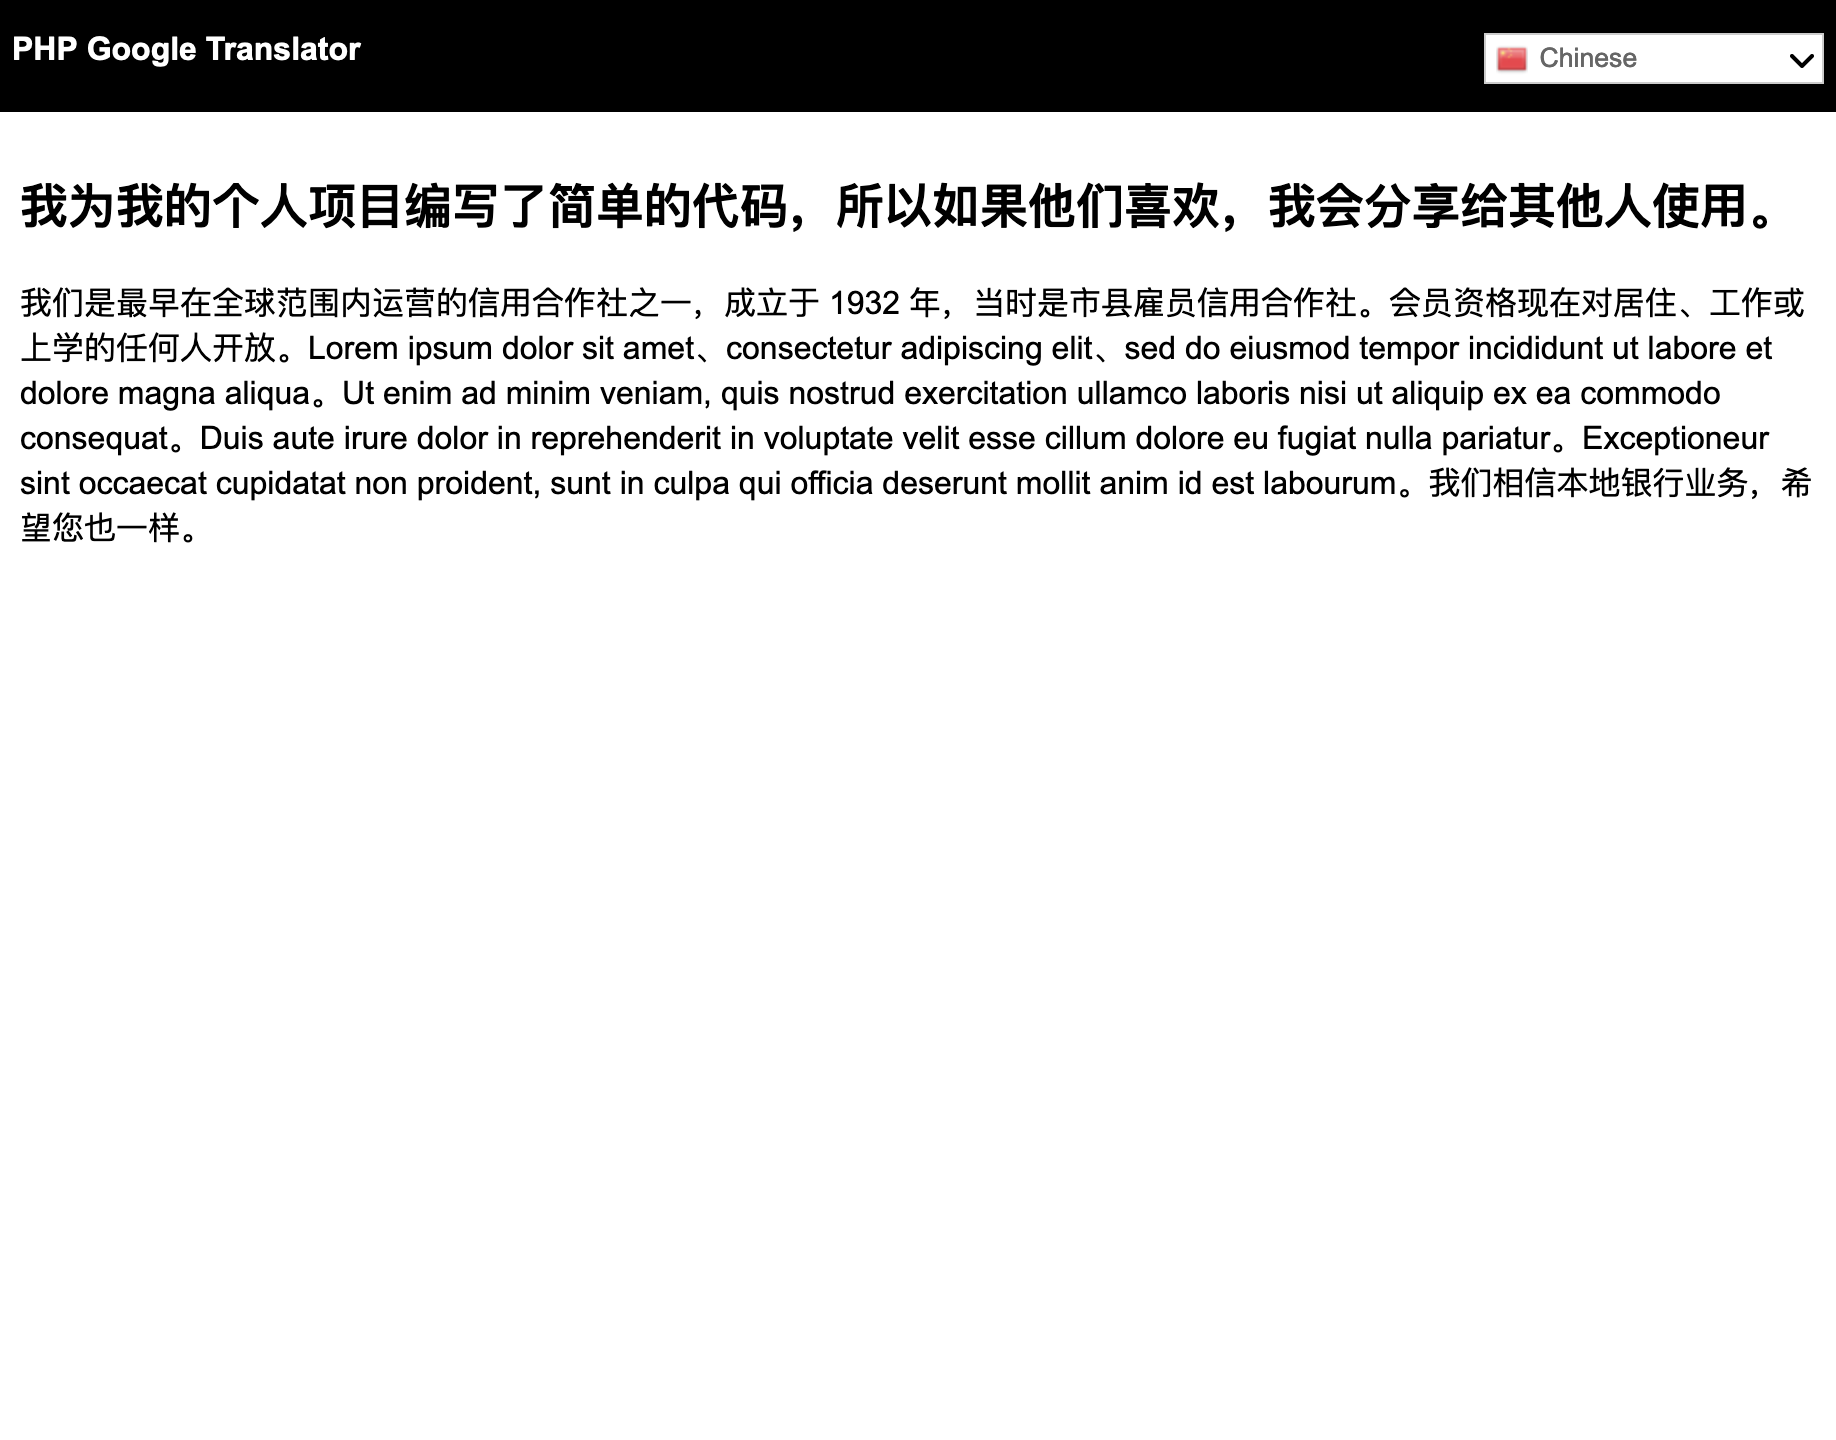 PHP Google Translator
Chinese
我为我的个人项目编写了简单的代码，所以如果他们喜欢，我会分享给其他人使用。
我们是最早在全球范围内运营的信用合作社之一，成立于 1932 年，当时是市县雇员信用合作社。会员资格现在对居住、工作或
上学的任何人开放。Lorem ipsum dolor sit amet、consectetur adipiscing elit、sed do eiusmod tempor incididunt ut labore et
dolore magna aliqua。Ut enim ad minim veniam, quis nostrud exercitation ullamco laboris nisi ut aliquip ex ea commodo
consequat。Duis aute irure dolor in reprehenderit in voluptate velit esse cillum dolore eu fugiat nulla pariatur。Exceptioneur
sint occaecat cupidatat non proident, sunt in culpa qui officia deserunt mollit anim id est labourum。我们相信本地银行业务，希
望您也一样。